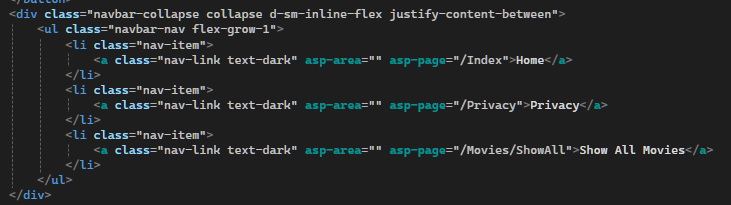 </button>
<div class="navbar-collapse collapse d-sm-inline-flex justify-content-between">
<ul class="navbar-nav flex-grow-1">
<li class="nav-item">
<a class="nav-link text-dark" asp-area="" asp-page="/Index">Home</a>
</li>
<li class="nav-item">
<a class="nav-link text-dark" asp-area="" asp-page="/Privacy">Privacy</a>
</li>
<li class="nav-item">
<a class="nav-link text-dark" asp-area="" asp-page="/Movies/ShowAll">Show All Movies</a>
</li>
</ul>
</div>